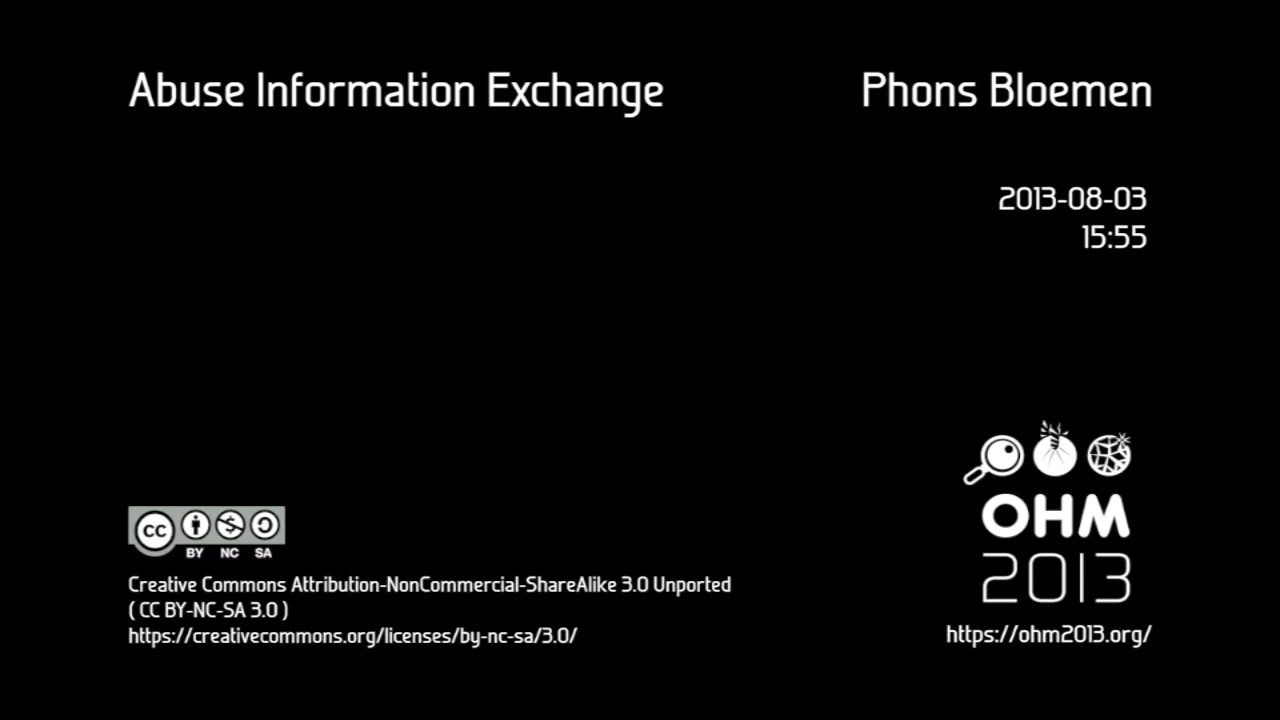 Abuse Information Exchange
Phons Bloemen
2013-08-03
15:55
CC
BY NC SA
Creative Commons Attribution-NonCommercial-ShareAlike 3.0 Unported
( CC BY-NC-SA 3.0 )
https://creativecommons.org/licenses/by-nc-sa/3.0/
OHM
2013
https://ohm2013.org/